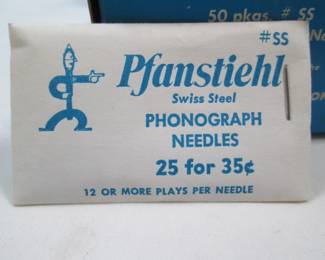 50 pkgs. # SS
#SS
Pfanstiehl
Swiss Steel
PHONOGRAPH
NEEDLES
25 for 35¢
12 OR MORE PLAYS PER NEEDLE